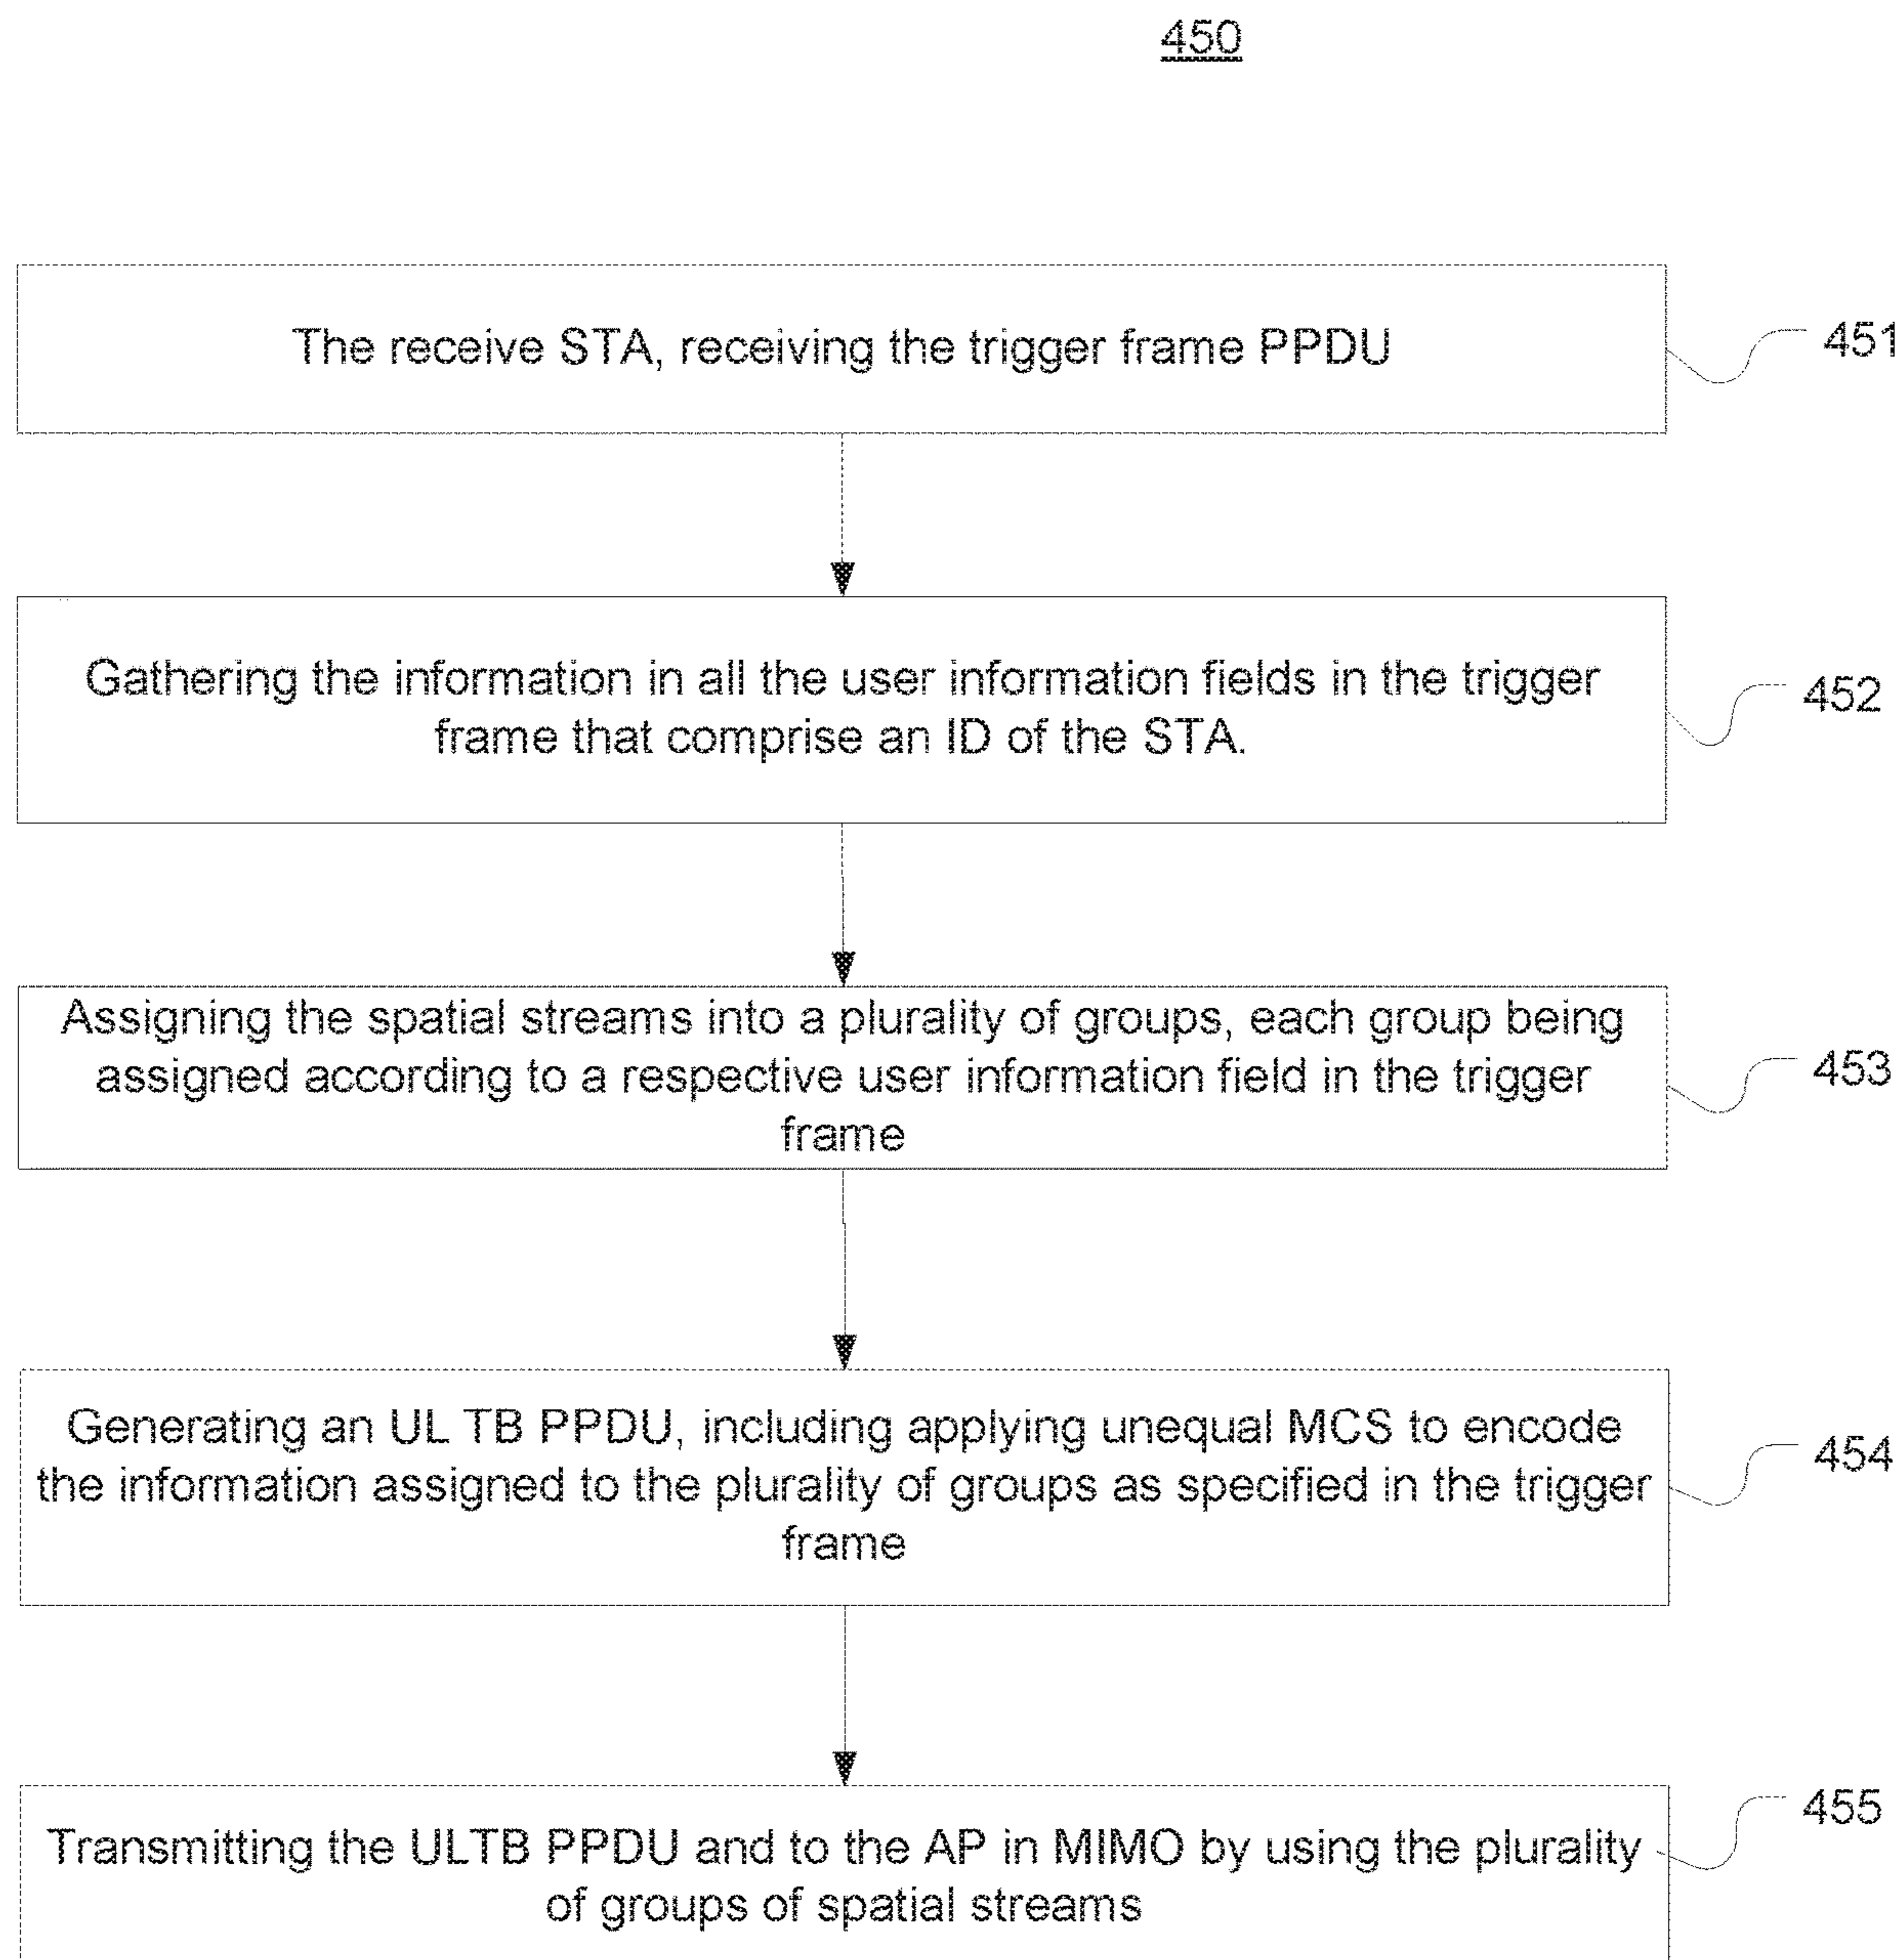 450
The receive STA, receiving the trigger frame PPDU
451
Gathering the information in all the user information fields in the trigger
frame that comprise an ID of the STA.
452
Assigning the spatial streams into a plurality of groups, each group being
assigned according to a respective user information field in the trigger
frame
453
Generating an UL TB PPDU, including applying unequal MCS to encode
the information assigned to the plurality of groups as specified in the trigger
frame
454
Transmitting the ULTB PPDU and to the AP in MIMO by using the plurality
of groups of spatial streams
455